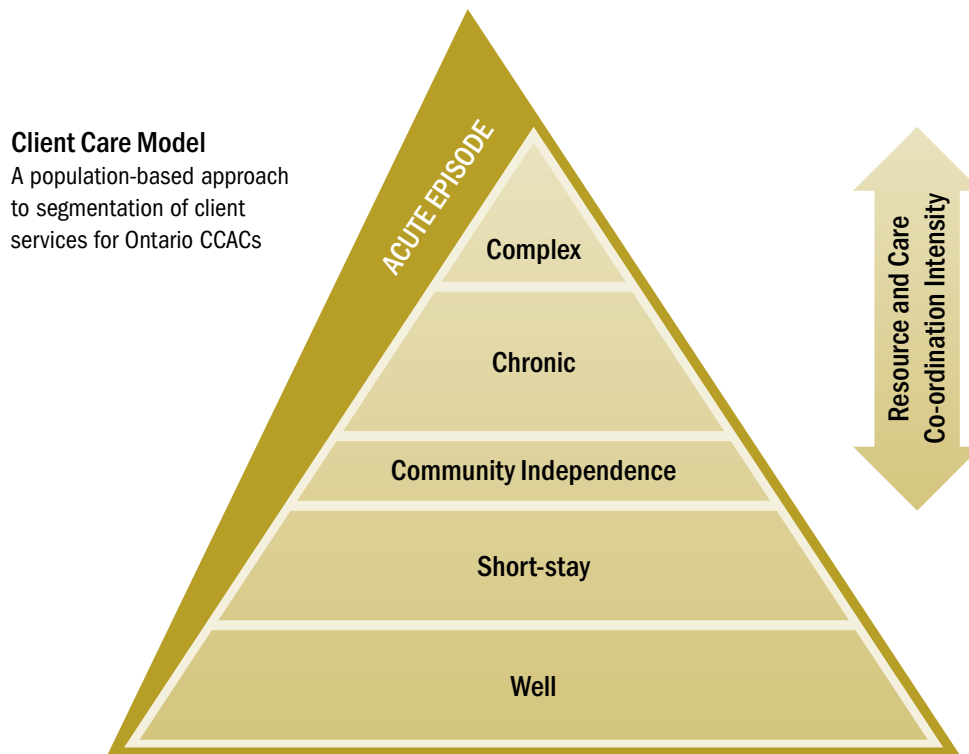 Client Care Model
A population-based approach
to segmentation of client
services for Ontario CCACs
ACUTE EPISODE
Complex
Chronic
Community Independence
Short-stay
Well
Resource and Care
Co-ordination Intensity